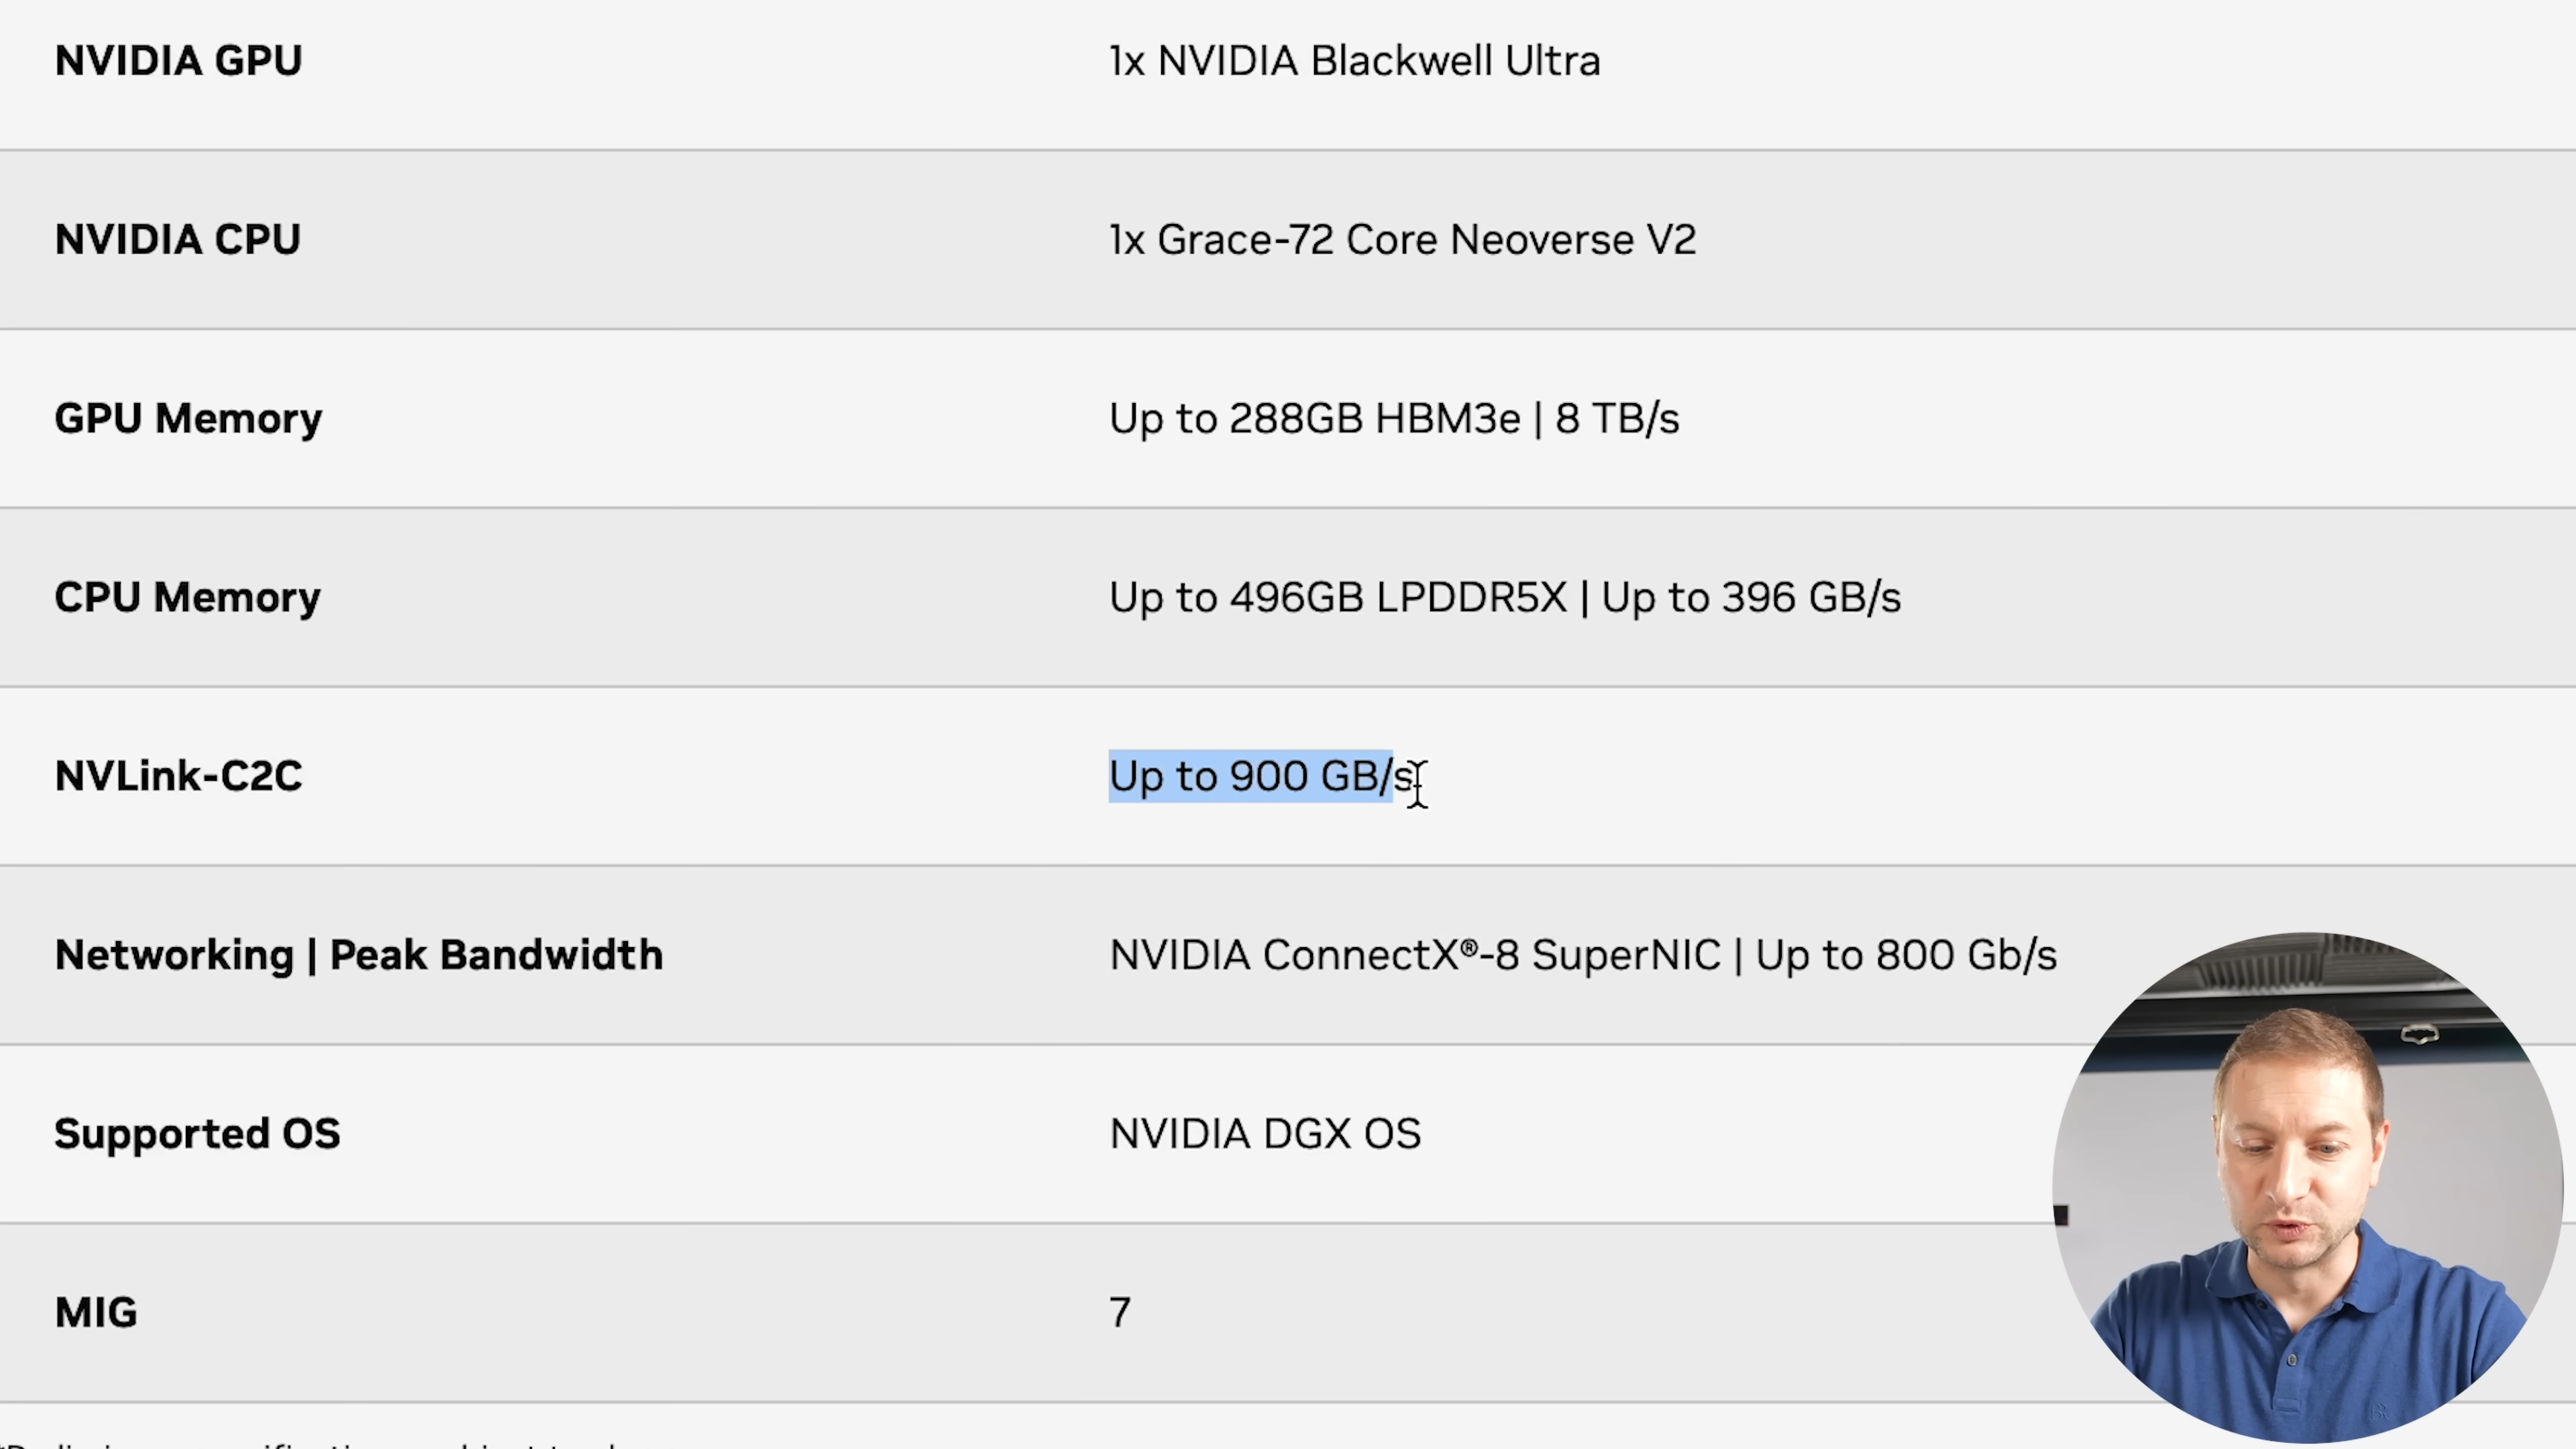 NVIDIA GPU 1x NVIDIA Blackwell Ultra
NVIDIA CPU 1x Grace-72 Core Neoverse V2
GPU Memory Up to 288GB HBM3e | 8 TB/s
CPU Memory Up to 496GB LPDDR5X | Up to 396 GB/s
NVLink-C2C Up to 900 GB/s
Networking | Peak Bandwidth NVIDIA ConnectX®-8 SuperNIC | Up to 800 Gb/s
Supported OS NVIDIA DGX OS
MIG 7